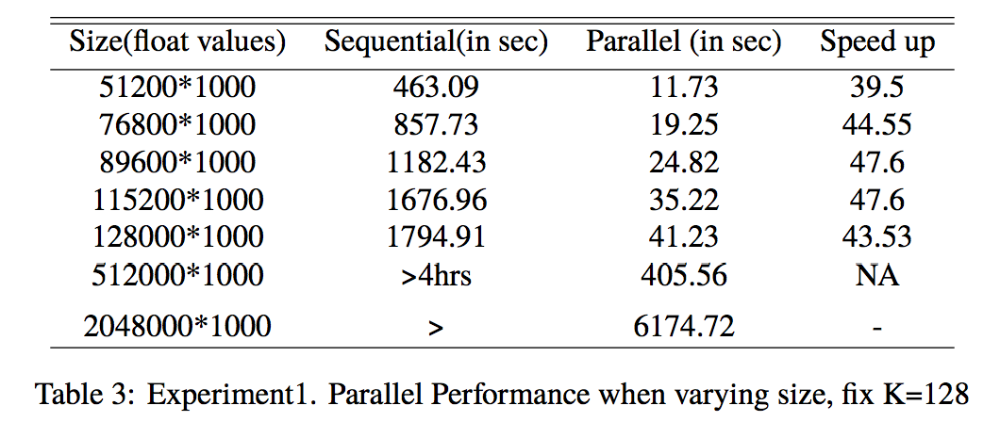 Size(float values) Sequential(in sec) Parallel (in sec) Speed up
51200*1000 463.09 11.73 39.5
76800*1000 857.73 19.25 44.55
89600*1000 1182.43 24.82 47.6
115200*1000 1676.96 35.22 47.6
128000*1000 1794.91 41.23 43.53
512000*1000 >4hrs 405.56 NA
2048000*1000 > 6174.72 -
Table 3: Experiment1. Parallel Performance when varying size, fix K=128